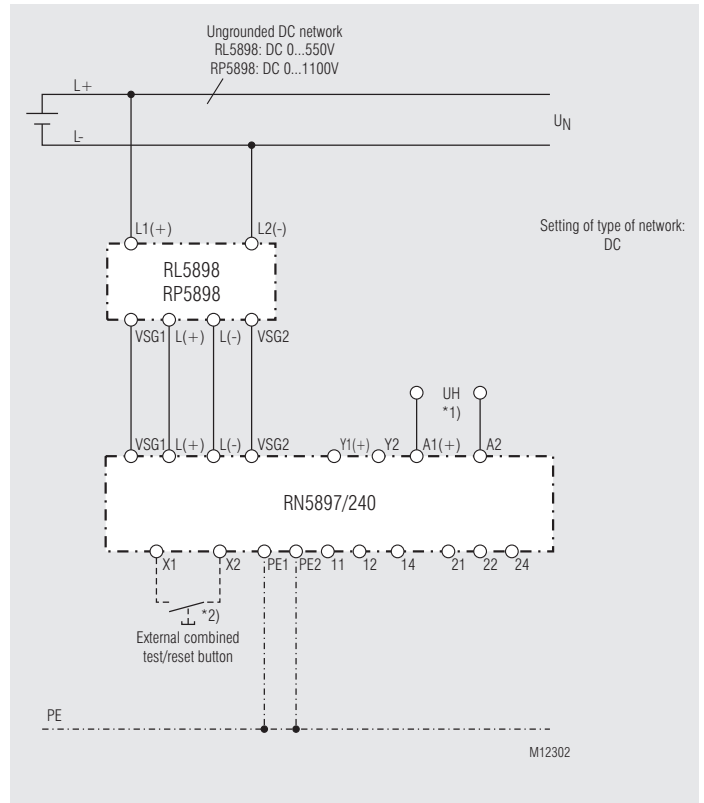 Ungrounded DC network
RL5898: DC 0...550V
RP5898: DC 0...1100V
L+
UN
L-
Setting of type of network:
DC
L1(+) L2(-)
RL5898
RP5898
VSG1 L(+) L(-) VSG2
UH
*1)
VSG1 L(+) L(-) VSG2 Y1(+) Y2 A1(+) A2
RN5897/240
X1 X2 PE1 PE2 11 12 14 21 22 24
*2)
External combined
test/reset button
PE
M12302